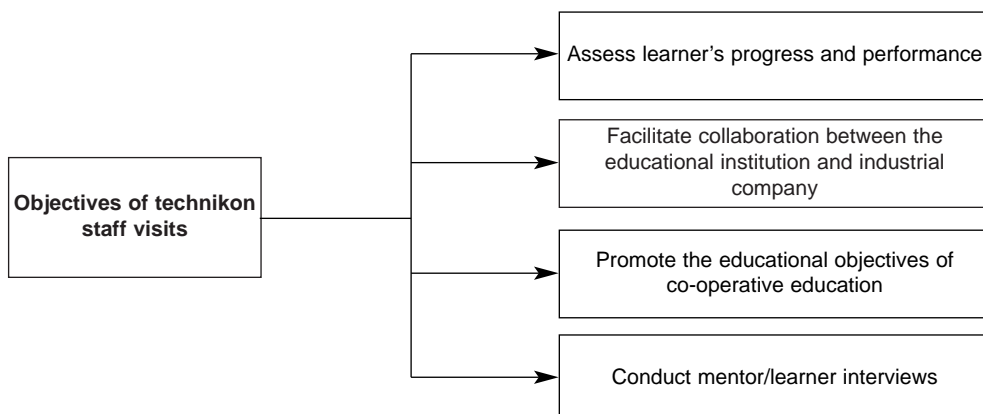 Objectives of technikon
staff visits
Assess learner’s progress and performance
Facilitate collaboration between the
educational institution and industrial
company
Promote the educational objectives of
co-operative education
Conduct mentor/learner interviews